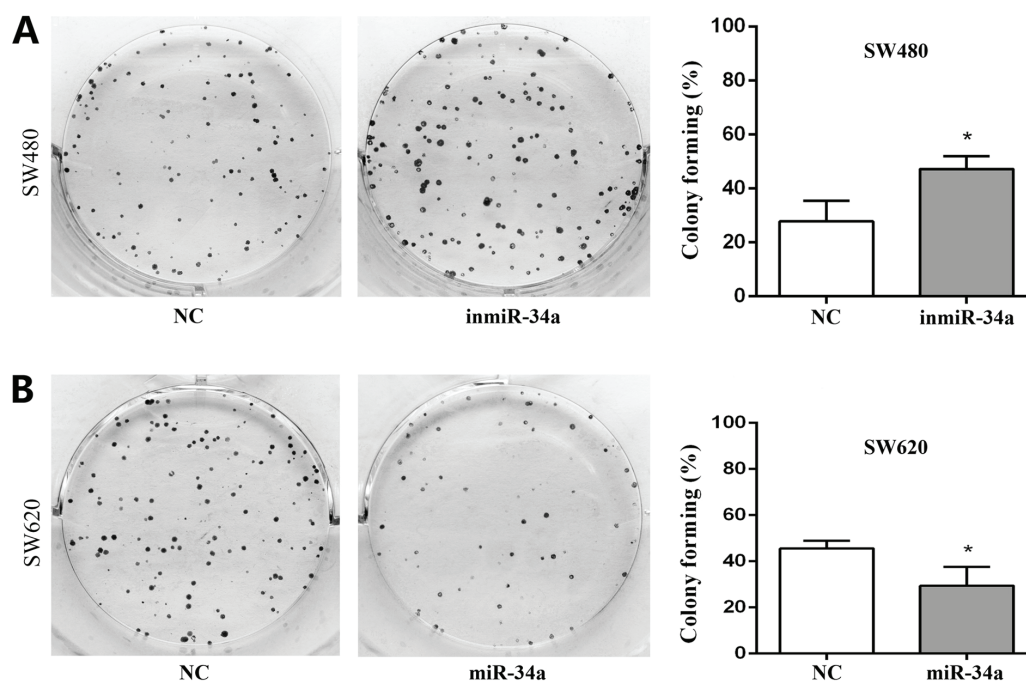 A
SW480
NC
inmiR-34a
Colony forming (%)
100
80
60
40
20
0
SW480
*
NC
inmiR-34a
B
SW620
NC
miR-34a
Colony forming (%)
100
80
60
40
20
0
SW620
*
NC
miR-34a